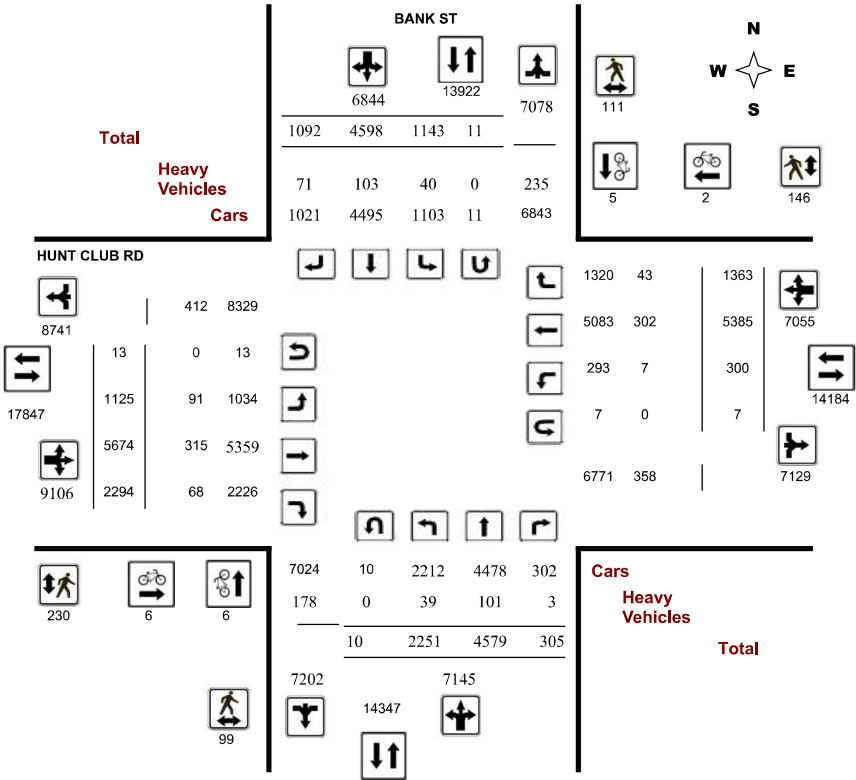 BANK ST
N
W E
S
6844 13922 7078 111
1092 4598 1143 11
Total
Heavy
Vehicles
71 103 40 0 235
Cars
1021 4495 1103 11 6843
5 2 146
HUNT CLUB RD
8741
412 8329
1320 43 1363
7055
13 0 13
5083 302 5385
17847
1125 91 1034
293 7 300
14184
5674 315 5359
7 0 7
9106
2294 68 2226
6771 358
7129
7024 10 2212 4478 302
Cars
178 0 39 101 3
Heavy
Vehicles
10 2251 4579 305
Total
230 6 6
7202 7145
14347
99